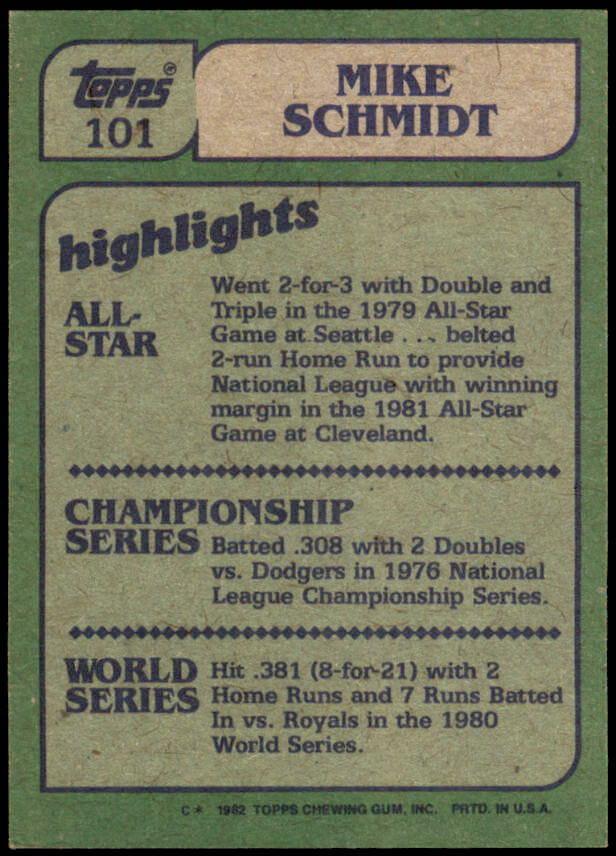 topps®
101
MIKE
SCHMIDT
highlights
ALL-
STAR
Went 2-for-3 with Double and
Triple in the 1979 All-Star
Game at Seattle . . . belted
2-run Home Run to provide
National League with winning
margin in the 1981 All-Star
Game at Cleveland.
CHAMPIONSHIP
SERIES
Batted .308 with 2 Doubles
vs. Dodgers in 1976 National
League Championship Series.
WORLD
SERIES
Hit .381 (8-for-21) with 2
Home Runs and 7 Runs Batted
In vs. Royals in the 1980
World Series.
C* 1982 TOPPS CHEWING GUM, INC. PRTD. IN U.S.A.